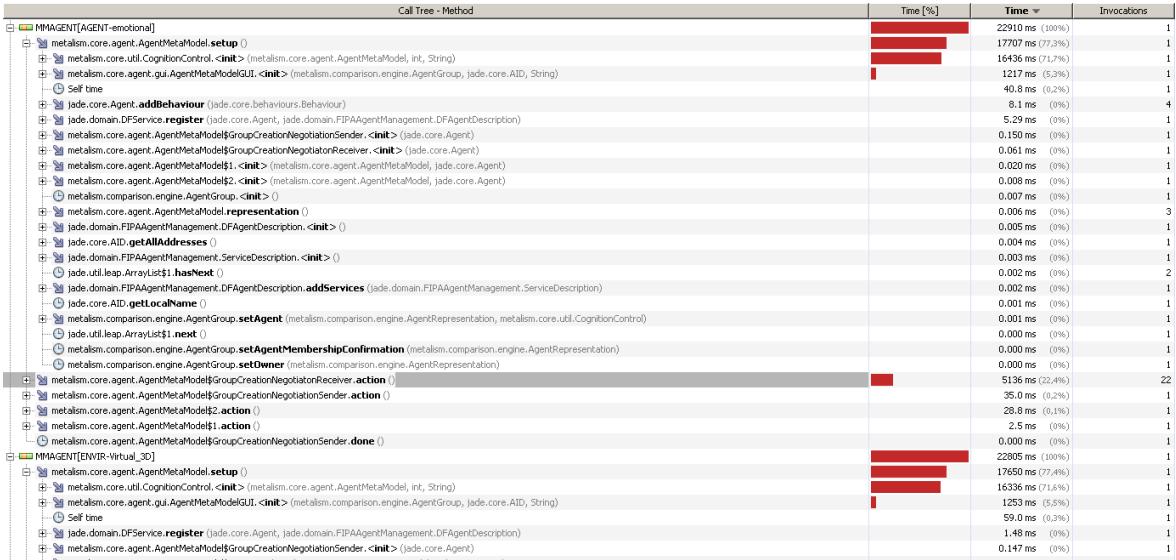 Call Tree - Method Time [%] Time Invocations
MMAGENT[AGENT-emotional] 22910 ms (100%) 1
metalism.core.agent.AgentMetaModel.setup () 17707 ms (77,3%) 1
metalism.core.util.CognitionControl.<init> (metalism.core.agent.AgentMetaModel, int, String) 16436 ms (71,7%) 1
metalism.core.agent.gui.AgentMetaModelGUI.<init> (metalism.comparison.engine.AgentGroup, jade.core.AID, String) 1217 ms (5,3%) 1
Self time 40.8 ms (0,2%) 1
jade.core.Agent.addBehaviour (jade.core.behaviours.Behaviour) 8.1 ms (0%) 4
jade.domain.DFService.register (jade.core.Agent, jade.domain.FIPAAgentManagement.DFAgentDescription) 5.29 ms (0%) 1
metalism.core.agent.AgentMetaModel$GroupCreationNegotiationSender.<init> (jade.core.Agent) 0.150 ms (0%) 1
metalism.core.agent.AgentMetaModel$GroupCreationNegotiatonReceiver.<init> (jade.core.Agent) 0.061 ms (0%) 1
metalism.core.agent.AgentMetaModel$1.<init> (metalism.core.agent.AgentMetaModel, jade.core.Agent) 0.020 ms (0%) 1
metalism.core.agent.AgentMetaModel$2.<init> (metalism.core.agent.AgentMetaModel, jade.core.Agent) 0.008 ms (0%) 1
metalism.comparison.engine.AgentGroup.<init> () 0.007 ms (0%) 1
metalism.core.agent.AgentMetaModel.representation () 0.006 ms (0%) 3
jade.domain.FIPAAgentManagement.DFAgentDescription.<init> () 0.005 ms (0%) 1
jade.core.AID.getAllAddresses () 0.004 ms (0%) 1
jade.domain.FIPAAgentManagement.ServiceDescription.<init> () 0.003 ms (0%) 1
jade.util.leap.ArrayList$1.hasNext () 0.002 ms (0%) 2
jade.domain.FIPAAgentManagement.DFAgentDescription.addServices (jade.domain.FIPAAgentManagement.ServiceDescription) 0.002 ms (0%) 1
jade.core.AID.getLocalName () 0.001 ms (0%) 1
metalism.comparison.engine.AgentGroup.setAgent (metalism.comparison.engine.AgentRepresentation, metalism.core.util.CognitionControl) 0.001 ms (0%) 1
jade.util.leap.ArrayList$1.next () 0.000 ms (0%) 1
metalism.comparison.engine.AgentGroup.setAgentMembershipConfirmation (metalism.comparison.engine.AgentRepresentation) 0.000 ms (0%) 1
metalism.comparison.engine.AgentGroup.setOwner (metalism.comparison.engine.AgentRepresentation) 0.000 ms (0%) 1
metalism.core.agent.AgentMetaModel$GroupCreationNegotiatonReceiver.action () 5136 ms (22,4%) 22
metalism.core.agent.AgentMetaModel$GroupCreationNegotiationSender.action () 35.0 ms (0,2%) 1
metalism.core.agent.AgentMetaModel$2.action () 28.8 ms (0,1%) 1
metalism.core.agent.AgentMetaModel$1.action () 2.5 ms (0%) 1
metalism.core.agent.AgentMetaModel$GroupCreationNegotiationSender.done () 0.000 ms (0%) 1
MMAGENT[ENVIR-Virtual_3D] 22805 ms (100%) 1
metalism.core.agent.AgentMetaModel.setup () 17650 ms (77,4%) 1
metalism.core.util.CognitionControl.<init> (metalism.core.agent.AgentMetaModel, int, String) 16336 ms (71,6%) 1
metalism.core.agent.gui.AgentMetaModelGUI.<init> (metalism.comparison.engine.AgentGroup, jade.core.AID, String) 1253 ms (5,5%) 1
Self time 59.0 ms (0,3%) 1
jade.domain.DFService.register (jade.core.Agent, jade.domain.FIPAAgentManagement.DFAgentDescription) 1.48 ms (0%) 1
metalism.core.agent.AgentMetaModel$GroupCreationNegotiationSender.<init> (jade.core.Agent) 0.147 ms (0%) 1